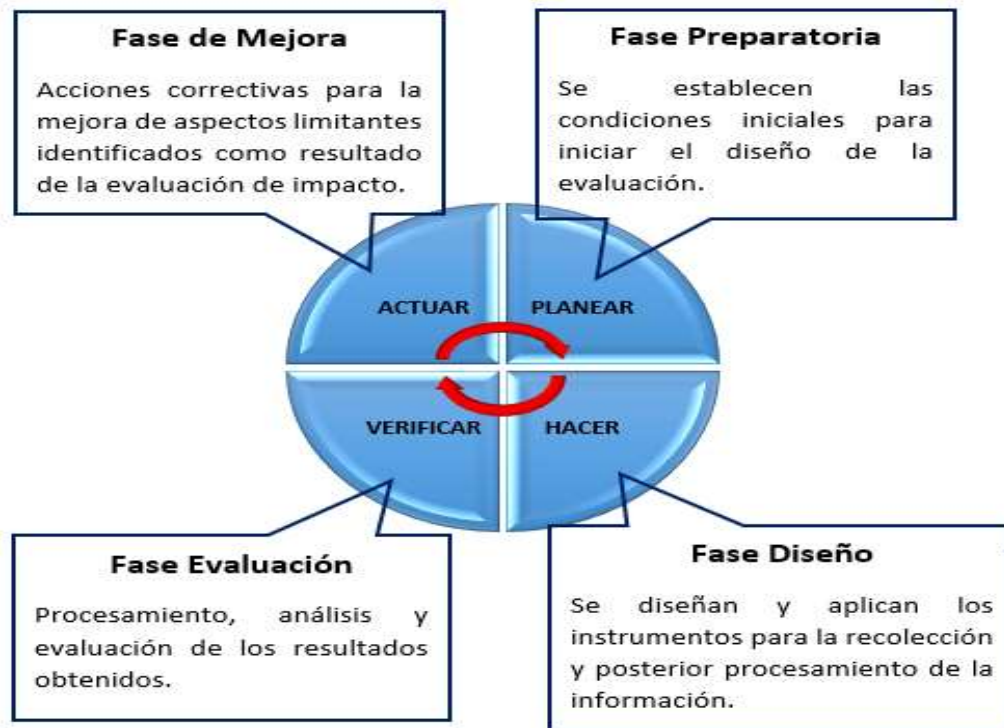 Fase de Mejora
Acciones correctivas para la
mejora de aspectos limitantes
identificados como resultado
de la evaluación de impacto.
Fase Preparatoria
Se establecen las
condiciones iniciales para
iniciar el diseño de la
evaluación.
ACTUAR
PLANEAR
VERIFICAR
HACER
Fase Evaluación
Procesamiento, análisis y
evaluación de los resultados
obtenidos.
Fase Diseño
Se diseñan y aplican los
instrumentos para la recolección
y posterior procesamiento de la
información.